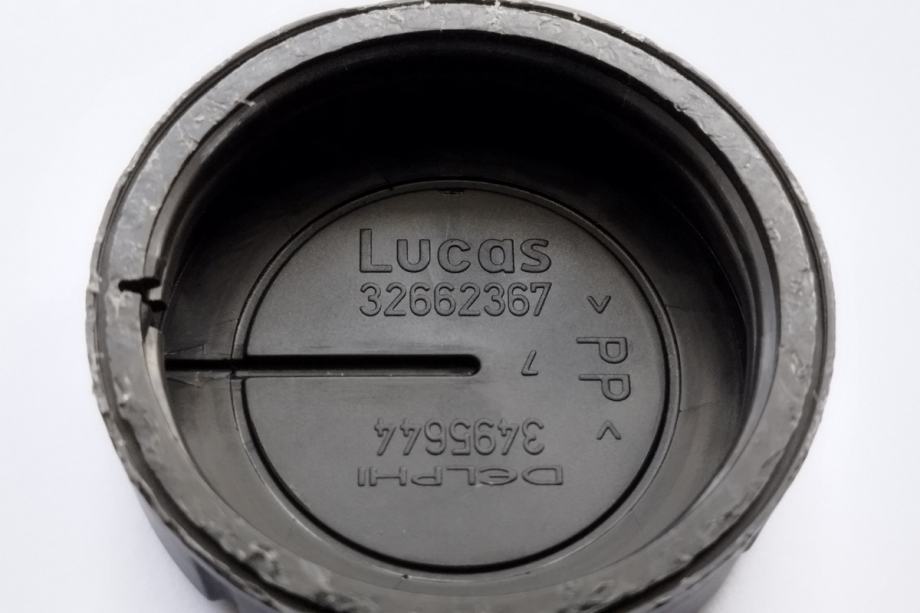 Lucas
32662367
>PP<
7
3495644
DELPHI